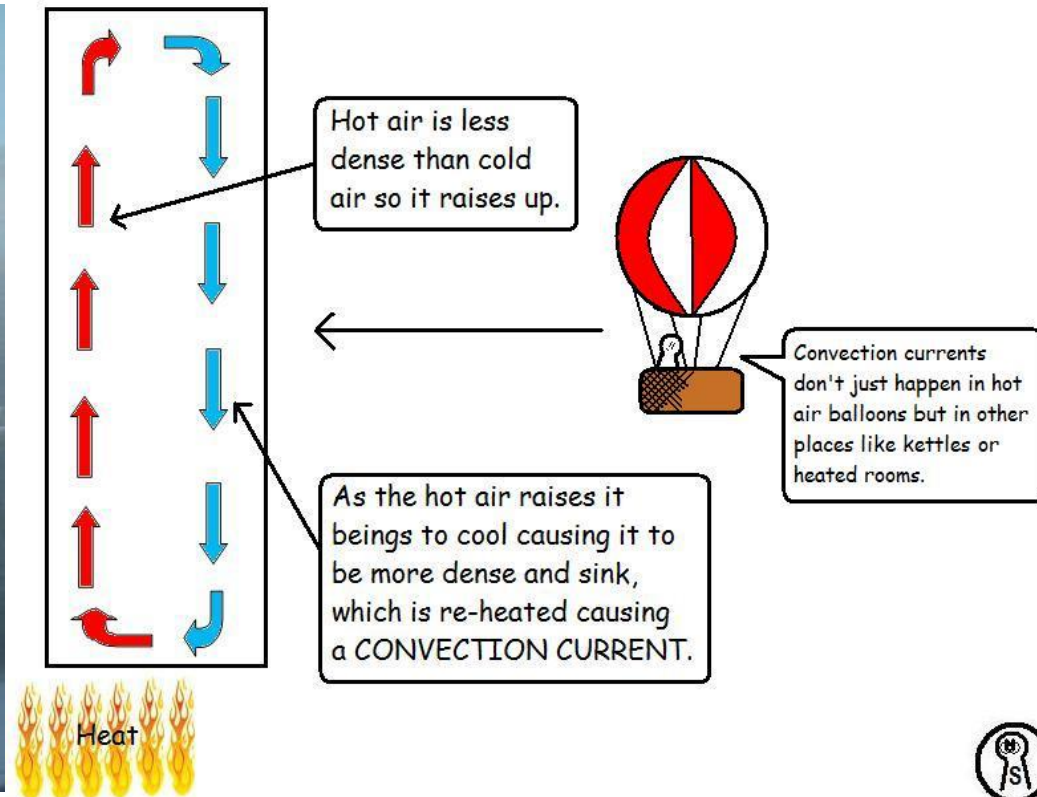 Hot air is less
dense than cold
air so it raises up.
Convection currents
don't just happen in hot
air balloons but in other
places like kettles or
heated rooms.
As the hot air raises it
beings to cool causing it to
be more dense and sink,
which is re-heated causing
a CONVECTION CURRENT.
Heat
N
S